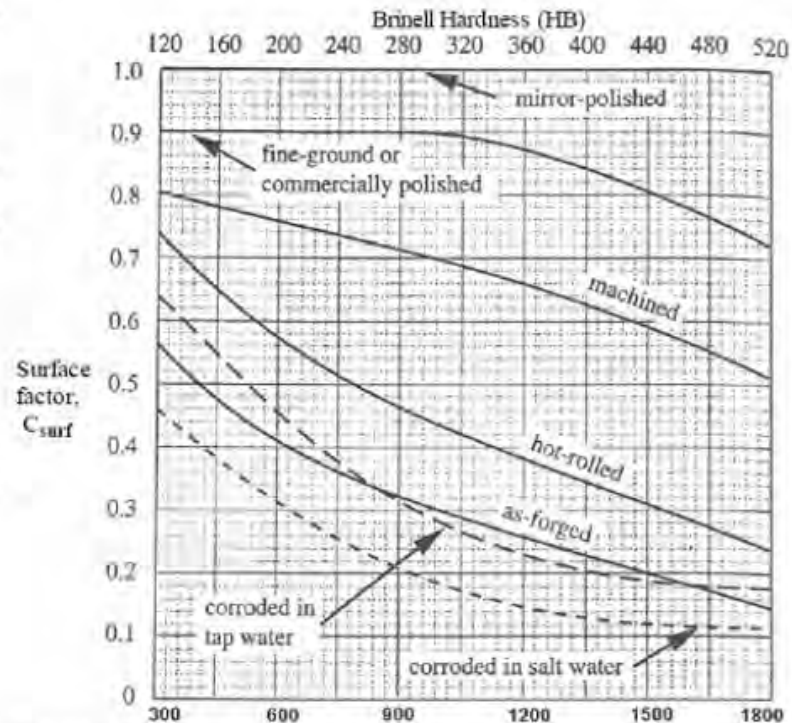 Brinell Hardness (HB)
120 160 200 240 280 320 360 400 440 480 520
1.0
mirror-polished
0.9
fine-ground or
commercially polished
0.8
0.7
machined
0.6
Surface
factor,
Csurf
0.5
0.4
hot-rolled
0.3
as-forged
0.2
corroded in
tap water
0.1
corroded in salt water
0
300 600 900 1200 1500 1800